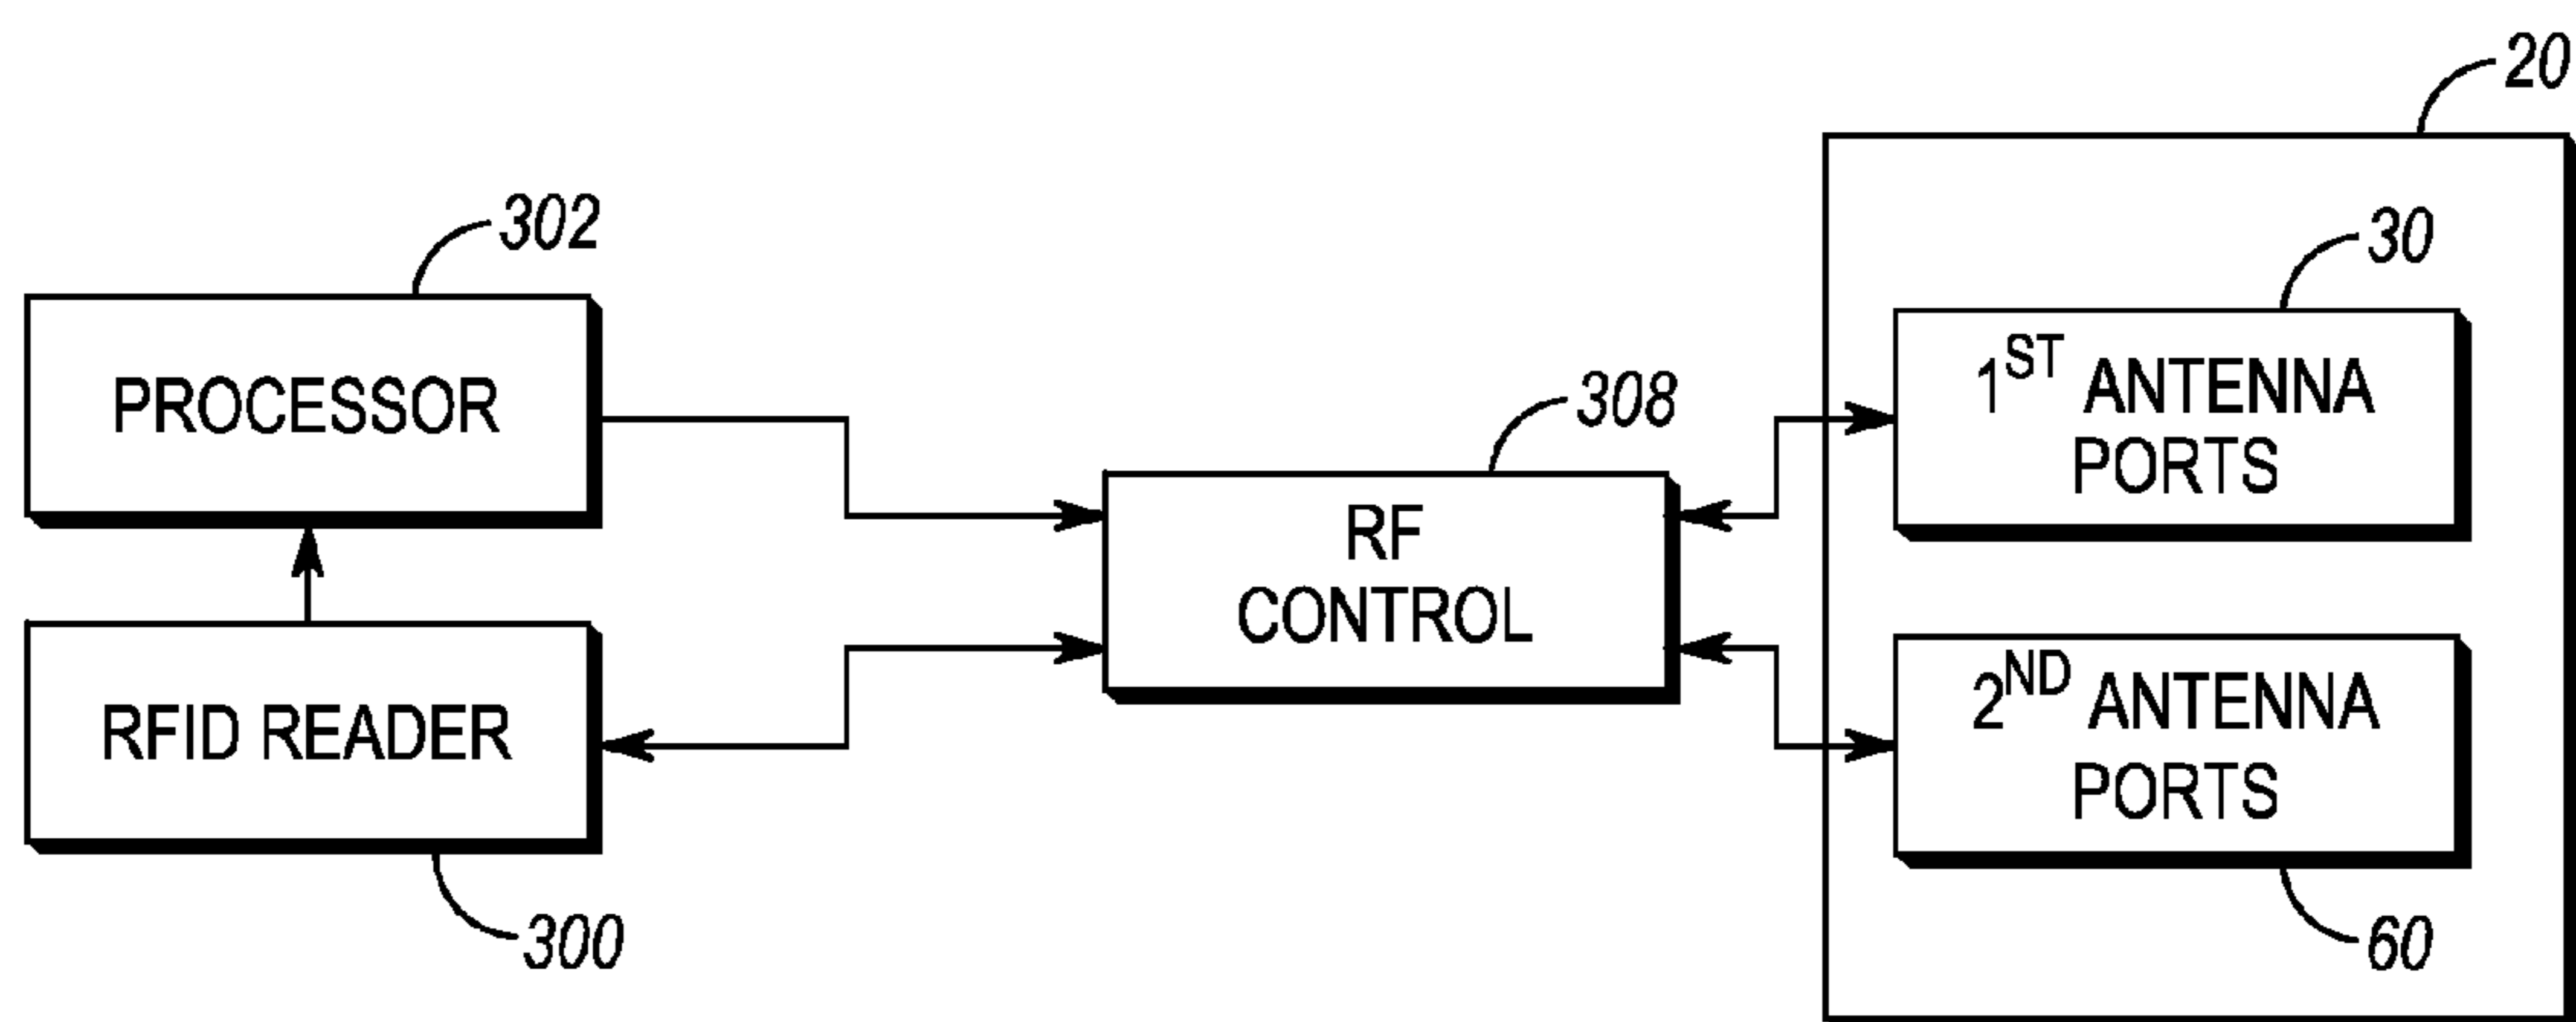 20
302
30
PROCESSOR
308
1ST ANTENNA
PORTS
RF
CONTROL
RFID READER
2ND ANTENNA
PORTS
300
60